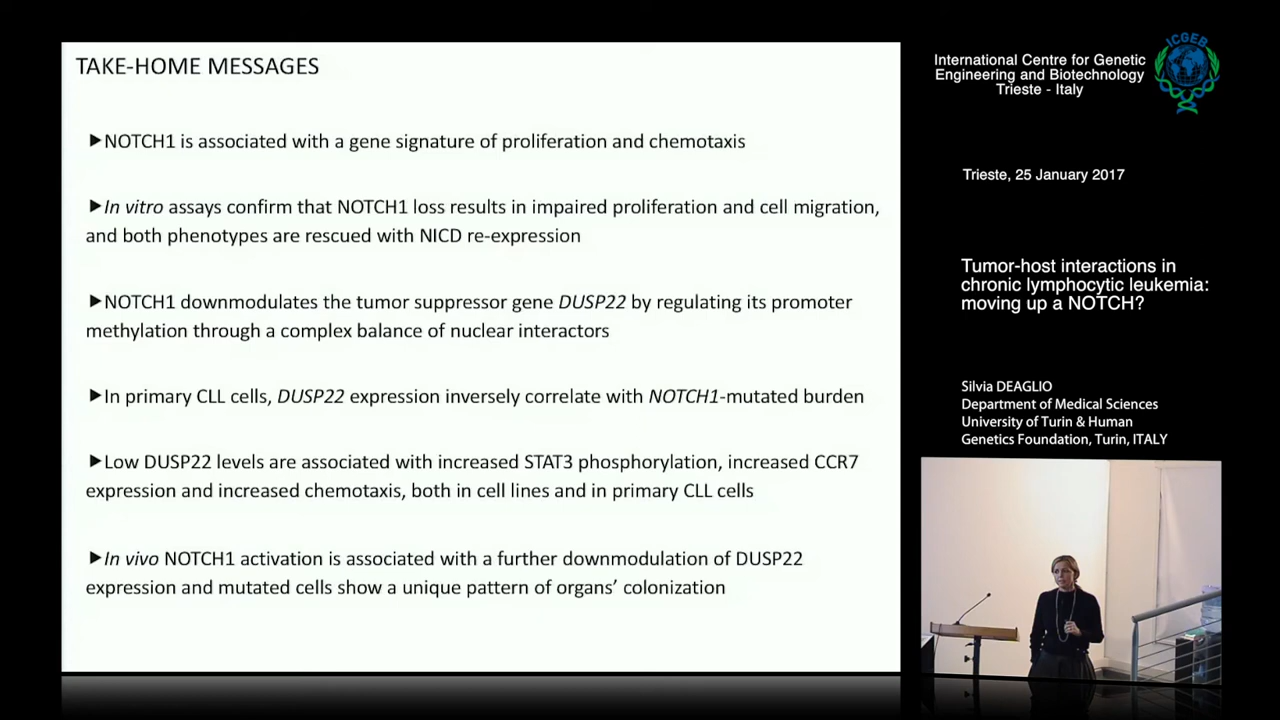 TAKE-HOME MESSAGES
►NOTCH1 is associated with a gene signature of proliferation and chemotaxis
►In vitro assays confirm that NOTCH1 loss results in impaired proliferation and cell migration,
and both phenotypes are rescued with NICD re-expression
►NOTCH1 downmodulates the tumor suppressor gene DUSP22 by regulating its promoter
methylation through a complex balance of nuclear interactors
►In primary CLL cells, DUSP22 expression inversely correlate with NOTCH1-mutated burden
►Low DUSP22 levels are associated with increased STAT3 phosphorylation, increased CCR7
expression and increased chemotaxis, both in cell lines and in primary CLL cells
►In vivo NOTCH1 activation is associated with a further downmodulation of DUSP22
expression and mutated cells show a unique pattern of organs’ colonization
International Centre for Genetic
Engineering and Biotechnology
Trieste - Italy
ICGEB
Trieste, 25 January 2017
Tumor-host interactions in
chronic lymphocytic leukemia:
moving up a NOTCH?
Silvia DEAGLIO
Department of Medical Sciences
University of Turin & Human
Genetics Foundation, Turin, ITALY